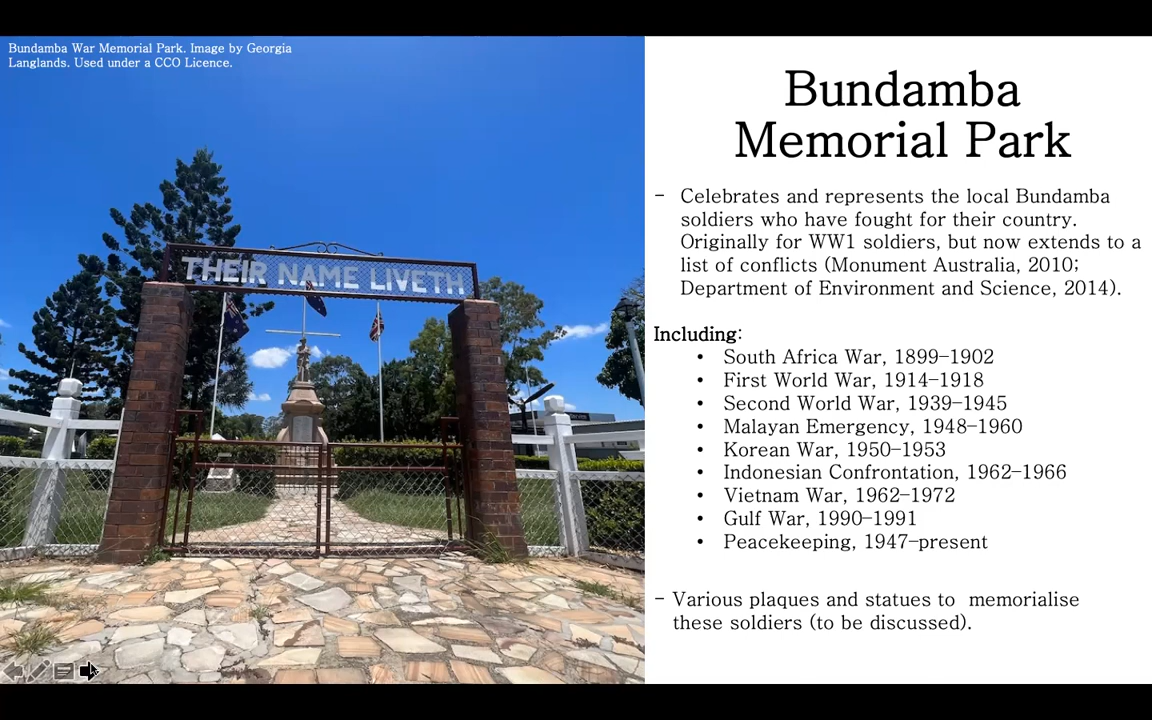 Bundamba War Memorial Park. Image by Georgia
Langlands. Used under a CCO Licence.
THEIR NAME LIVETH
Bundamba
Memorial Park
- Celebrates and represents the local Bundamba
soldiers who have fought for their country.
Originally for WW1 soldiers, but now extends to a
list of conflicts (Monument Australia, 2010;
Department of Environment and Science, 2014).
Including:
• South Africa War, 1899–1902
• First World War, 1914–1918
• Second World War, 1939–1945
• Malayan Emergency, 1948–1960
• Korean War, 1950–1953
• Indonesian Confrontation, 1962–1966
• Vietnam War, 1962–1972
• Gulf War, 1990–1991
• Peacekeeping, 1947–present
- Various plaques and statues to  memorialise
these soldiers (to be discussed).